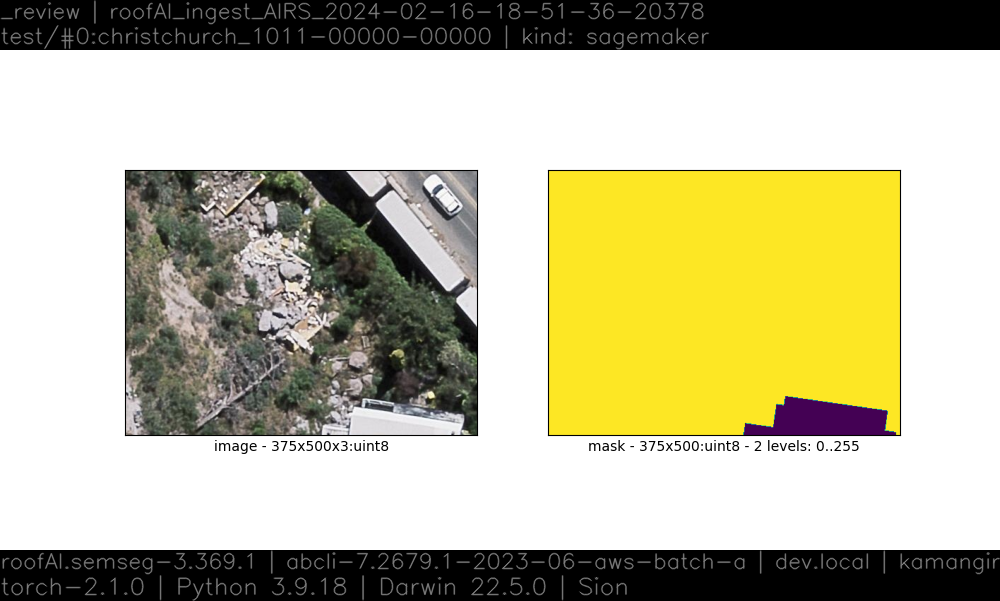 _review | roofAI_ingest_AIRS_2024-02-16-18-51-36-20378
test/#0:christchurch_1011-00000-00000 | kind: sagemaker
image - 375x500x3:uint8
mask - 375x500:uint8 - 2 levels: 0..255
roofAI.semseg-3.369.1 | abcli-7.2679.1-2023-06-aws-batch-a | dev.local | kamangir
torch-2.1.0 | Python 3.9.18 | Darwin 22.5.0 | Sion